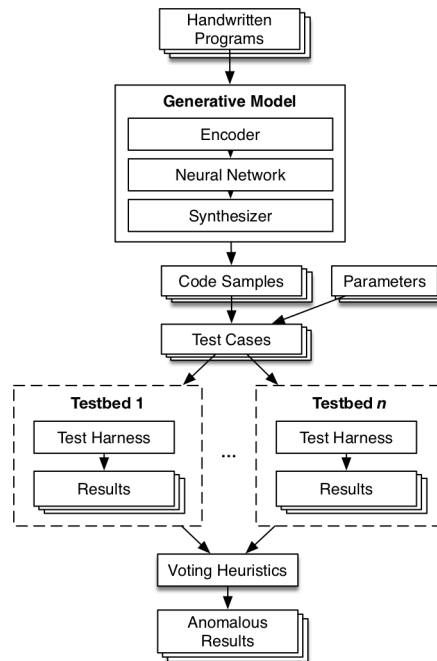 Handwritten
Programs
Generative Model
Encoder
Neural Network
Synthesizer
Code Samples
Parameters
Test Cases
Testbed 1
Test Harness
Results
...
Testbed n
Test Harness
Results
Voting Heuristics
Anomalous
Results